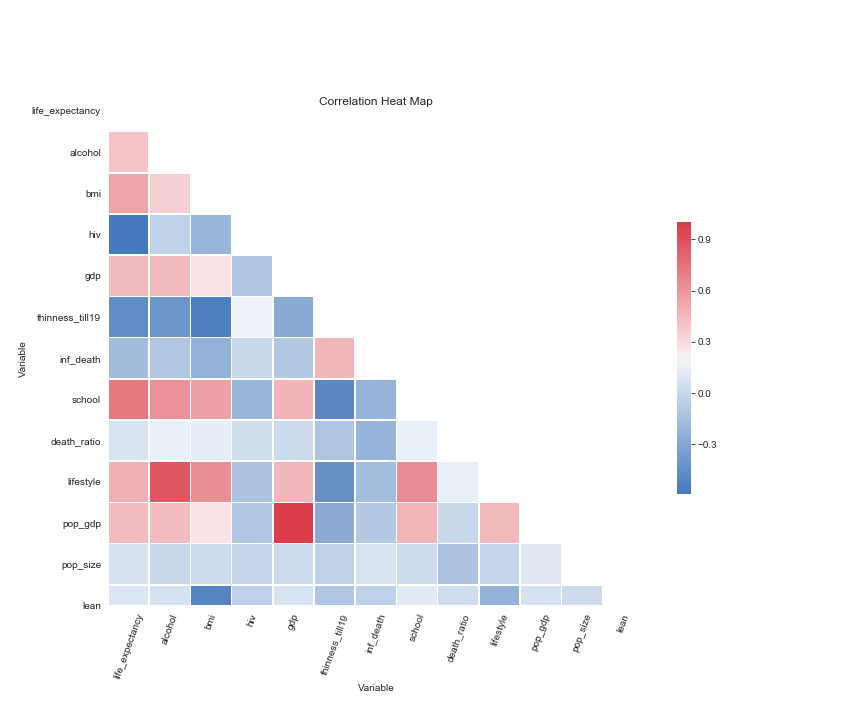 Correlation Heat Map
life_expectancy
alcohol
bmi
hiv
gdp
thinness_till19
inf_death
school
death_ratio
lifestyle
pop_gdp
pop_size
lean
Variable
0.9
0.6
0.3
0.0
−0.3
life_expectancy
alcohol
bmi
hiv
gdp
thinness_till19
inf_death
school
death_ratio
lifestyle
pop_gdp
pop_size
lean
Variable